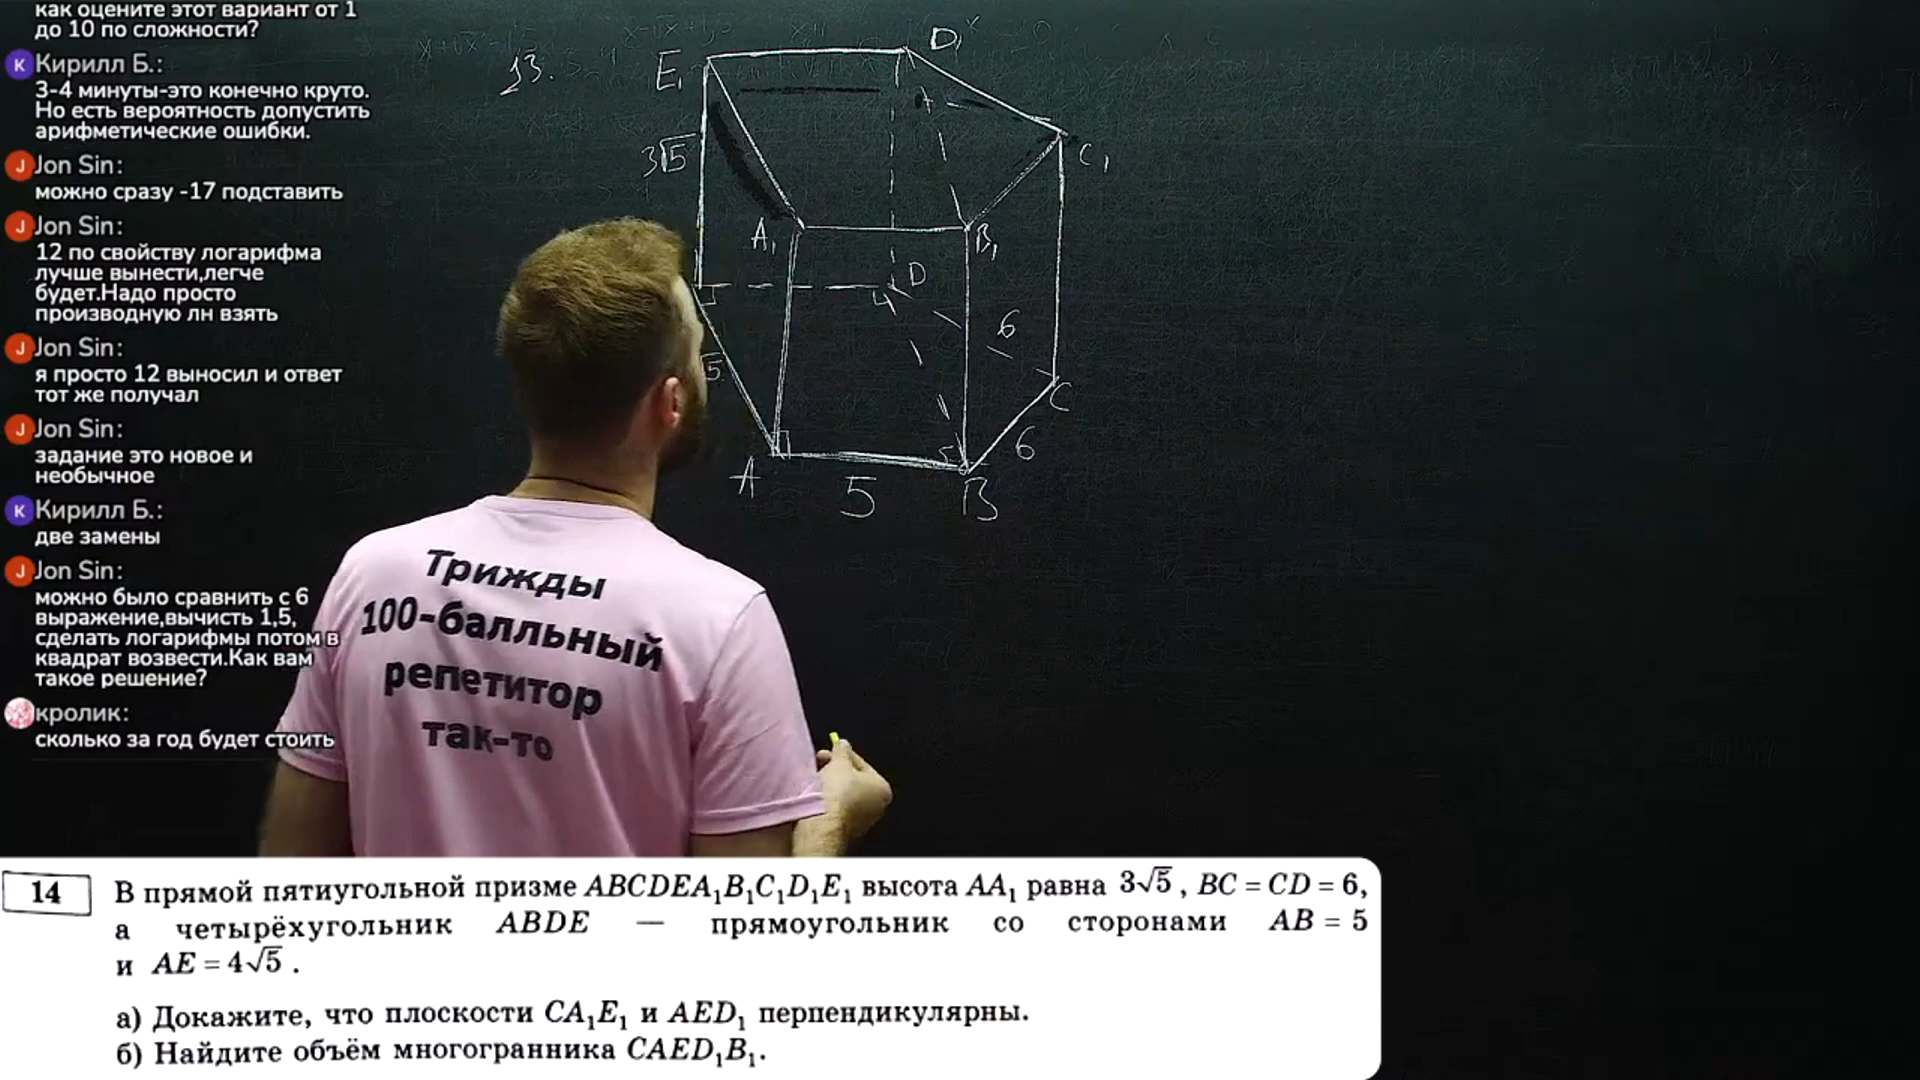 как оцените этот вариант от 1
до 10 по сложности?
К Кирилл Б.:
3-4 минуты-это конечно круто.
Но есть вероятность допустить
арифметические ошибки.
J Jon Sin:
можно сразу -17 подставить
J Jon Sin:
12 по свойству логарифма
лучше вынести,легче
будет.Надо просто
производную лн взять
J Jon Sin:
я просто 12 выносил и ответ
тот же получал
J Jon Sin:
задание это новое и
необычное
К Кирилл Б.:
две замены
J Jon Sin:
можно было сравнить с 6
выражение,вычисть 1,5,
сделать логарифмы потом в
квадрат возвести.Как вам
такое решение?
кролик:
сколько за год будет стоить
13.
E₁
D₁
3√5
C₁
A₁
B₁
D
6
C
6
A
5
B
Трижды
100-балльный
репетитор
так-то
14
В прямой пятиугольной призме ABCDEA₁B₁C₁D₁E₁ высота AA₁ равна 3√5, BC = CD = 6,
а четырёхугольник ABDE — прямоугольник со сторонами AB = 5
и AE = 4√5.
а) Докажите, что плоскости CA₁E₁ и AED₁ перпендикулярны.
б) Найдите объём многогранника CAED₁B₁.